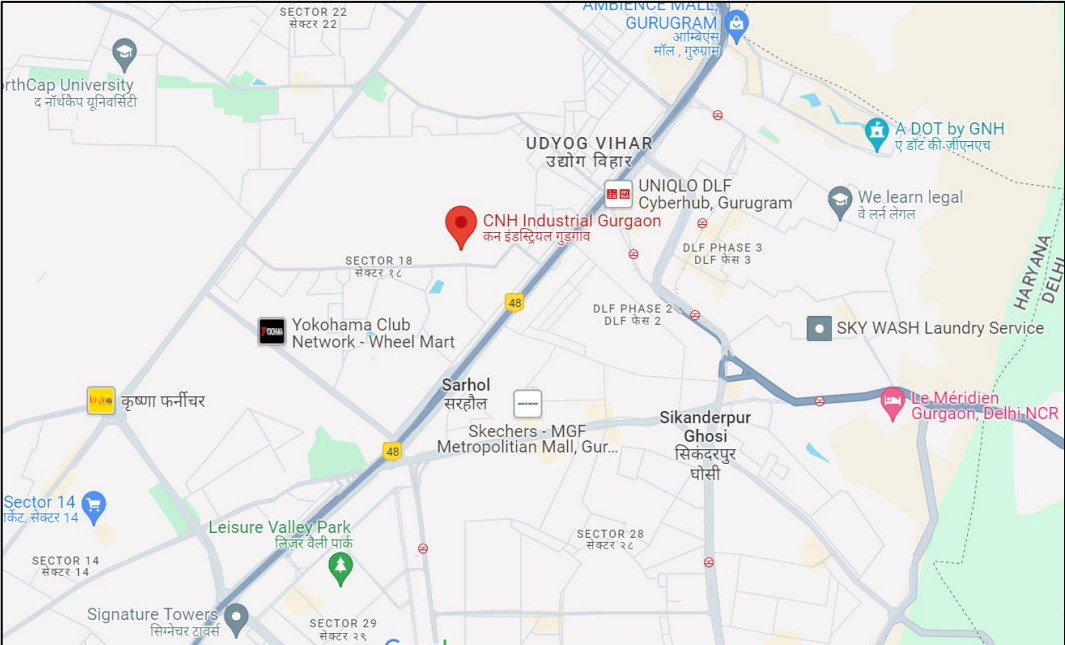 SECTOR 22
सेक्टर 22
AMBIENCE MALL,
GURUGRAM
आम्बिएंस
मॉल , गुरुग्राम
rthCap University
द नॉर्थकैप यूनिवर्सिटी
UDYOG VIHAR
उद्योग विहार
A DOT by GNH
ए डॉट की जीएनएच
UNIQLO DLF
Cyberhub, Gurugram
We learn legal
वे लर्न लेगल
CNH Industrial Gurgaon
कन इंडस्ट्रियल गुड़गांव
DLF PHASE 3
DLF फेस 3
SECTOR 18
सेक्टर १८
HARYANA
DELHI
48
DLF PHASE 2
DLF फेस 2
Yokohama Club
Network - Wheel Mart
SKY WASH Laundry Service
Sarhol
सरहौल
कृष्णा फर्नीचर
Le Méridien
Gurgaon, Delhi NCR
Skechers - MGF
Metropolitian Mall, Gur...
Sikanderpur
Ghosi
सिकंदरपुर
घोसी
48
Sector 14
र्केट, सेक्टर 14
Leisure Valley Park
लिज़र वैली पार्क
SECTOR 28
सेक्टर २८
SECTOR 14
सेक्टर 14
Signature Towers
सिग्नेचर टावर्स
SECTOR 29
सेक्टर २९